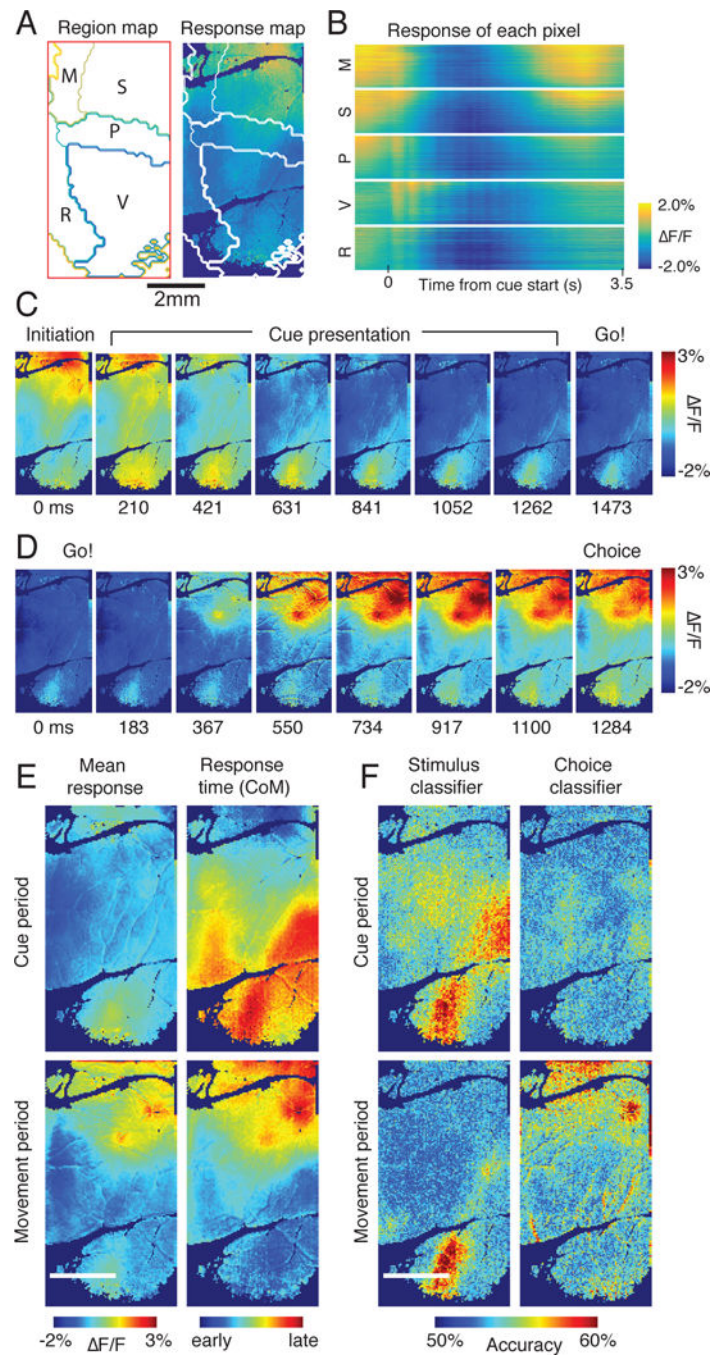 A
Region map
Response map
M
S
P
R
V
2mm
B
Response of each pixel
M
S
P
V
R
2.0%
ΔF/F
-2.0%
0
Time from cue start (s)
3.5
C
Initiation
Cue presentation
Go!
3%
ΔF/F
-2%
0 ms
210
421
631
841
1052
1262
1473
D
Go!
Choice
3%
ΔF/F
-2%
0 ms
183
367
550
734
917
1100
1284
E
Mean response
Response time (CoM)
Cue period
Movement period
-2%
ΔF/F
3%
early
late
F
Stimulus classifier
Choice classifier
Cue period
Movement period
50%
Accuracy
60%